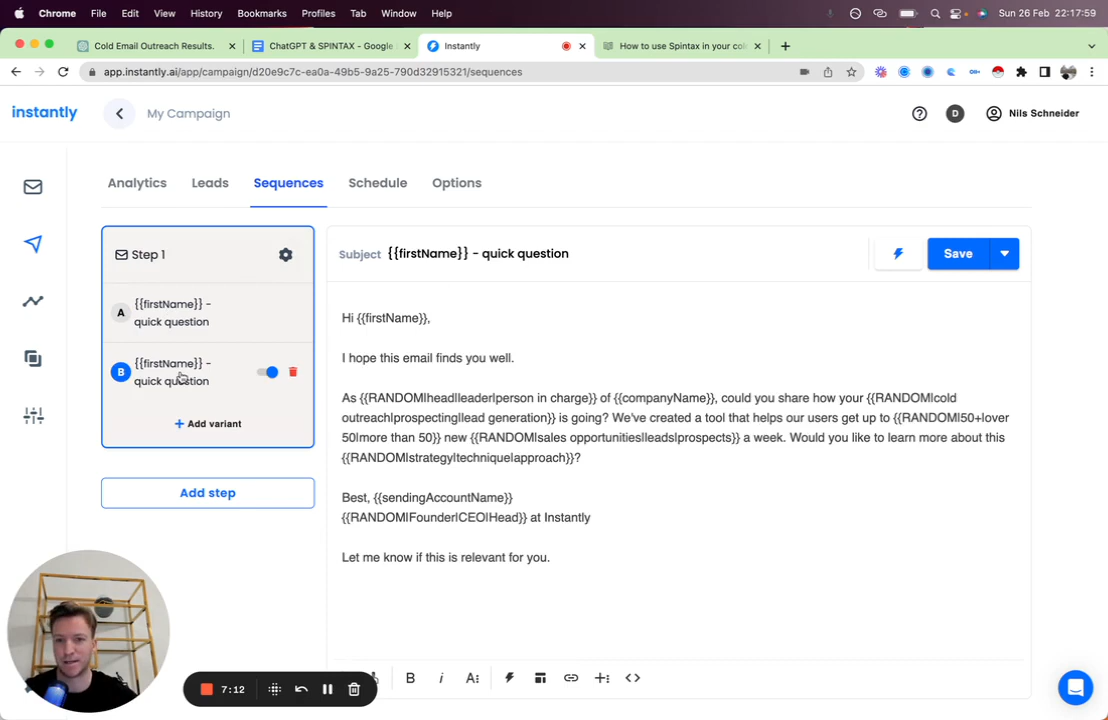 Chrome File Edit View History Bookmarks Profiles Tab Window Help Sun 26 Feb 22:17:59
Cold Email Outreach Results. ChatGPT & SPINTAX - Google Instantly How to use Spintax in your col
app.instantly.ai/app/campaign/d20e9c7c-ea0a-49b5-9a25-790d32915321/sequences
instantly My Campaign D Nils Schneider
Analytics Leads Sequences Schedule Options
Step 1
A {{firstName}} -
quick question
B {{firstName}} -
quick question
+ Add variant
Add step
Subject {{firstName}} - quick question Save
Hi {{firstName}},
I hope this email finds you well.
As {{RANDOM|head|leader|person in charge}} of {{companyName}}, could you share how your {{RANDOM|cold
outreach|prospecting|lead generation}} is going? We've created a tool that helps our users get up to {{RANDOM|50+|over
50|more than 50}} new {{RANDOM|sales opportunities|leads|prospects}} a week. Would you like to learn more about this
{{RANDOM|strategy|technique|approach}}?
Best, {{sendingAccountName}}
{{RANDOM|Founder|CEO|Head}} at Instantly
Let me know if this is relevant for you.
7:12
B i A